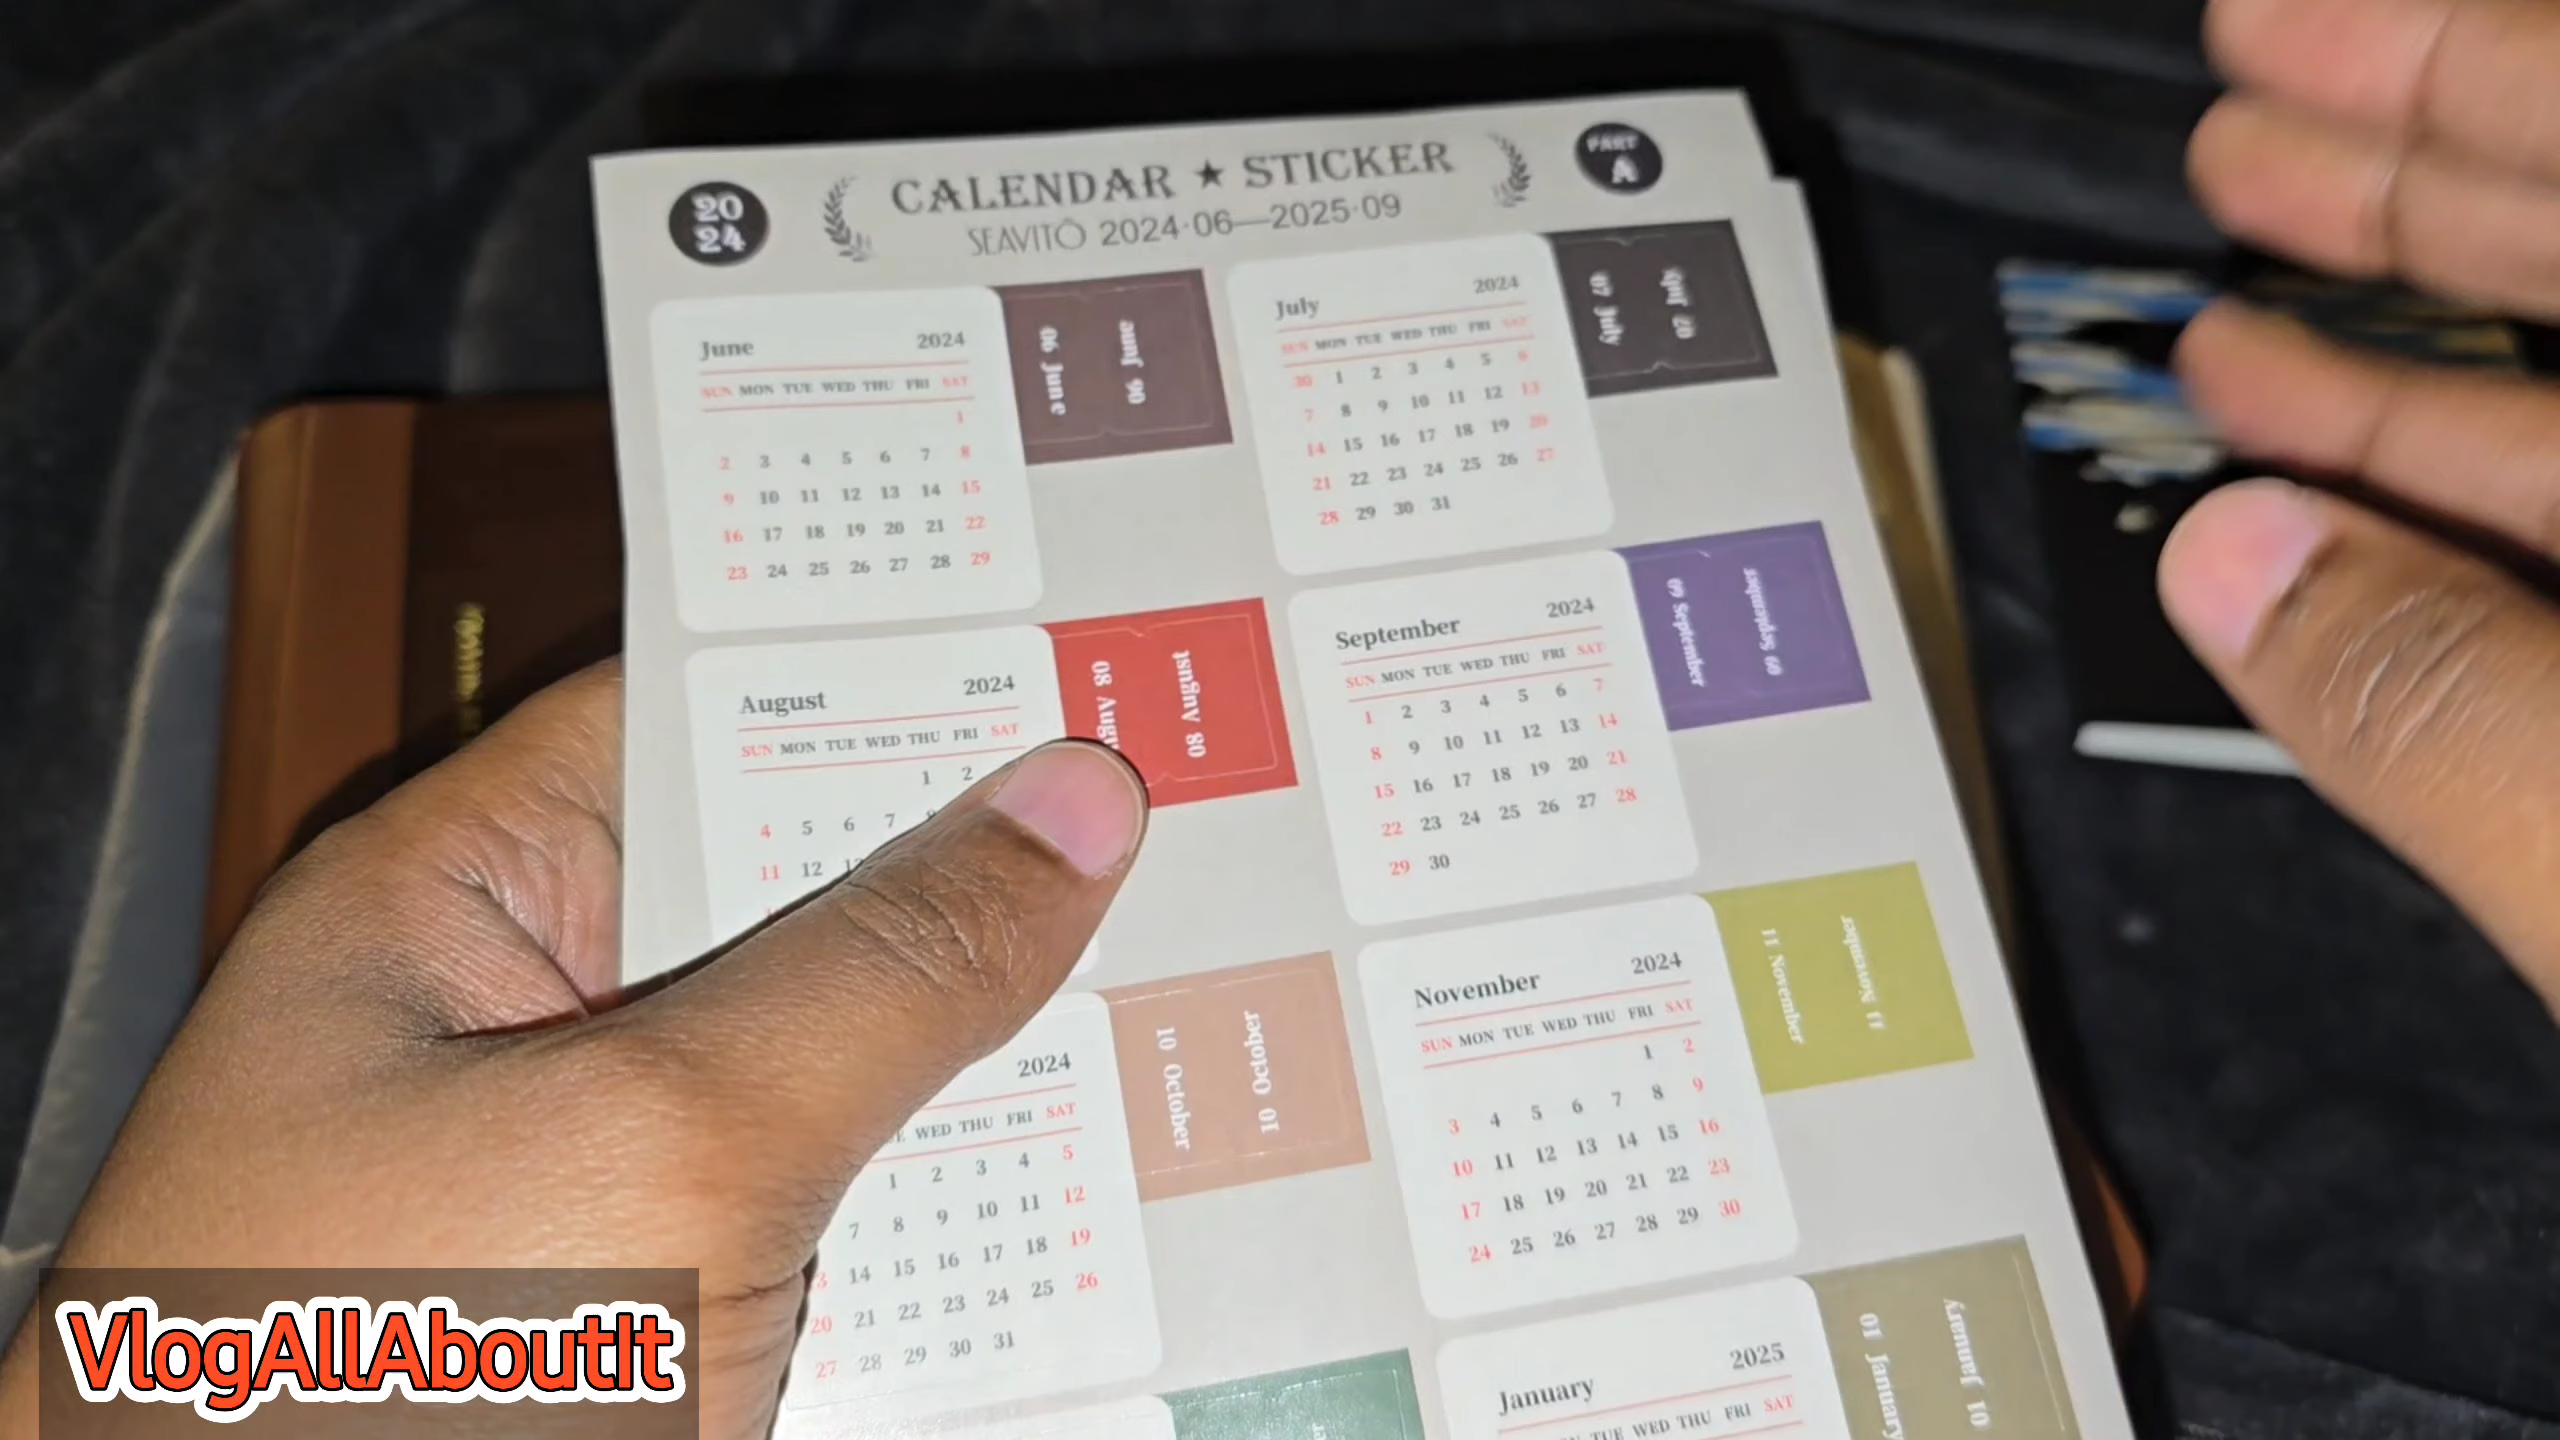 20
24
CALENDAR ★ STICKER
SEAVITÔ 2024·06—2025·09
PART
A
June 2024
SUN MON TUE WED THU FRI SAT
1
2 3 4 5 6 7 8
9 10 11 12 13 14 15
16 17 18 19 20 21 22
23 24 25 26 27 28 29
06 June
06 June
July 2024
SUN MON TUE WED THU FRI SAT
30 1 2 3 4 5 6
7 8 9 10 11 12 13
14 15 16 17 18 19 20
21 22 23 24 25 26 27
28 29 30 31
07 July
07 July
August 2024
SUN MON TUE WED THU FRI SAT
1 2
4 5 6 7
11 12
08
08 August
September 2024
SUN MON TUE WED THU FRI SAT
1 2 3 4 5 6 7
8 9 10 11 12 13 14
15 16 17 18 19 20 21
22 23 24 25 26 27 28
29 30
09 September
09 September
2024
WED THU FRI SAT
1 2 3 4 5
7 8 9 10 11 12
14 15 16 17 18 19
20 21 22 23 24 25 26
27 28 29 30 31
10 October
10 October
November 2024
SUN MON TUE WED THU FRI SAT
1 2
3 4 5 6 7 8 9
10 11 12 13 14 15 16
17 18 19 20 21 22 23
24 25 26 27 28 29 30
11 November
11 November
January 2025
TUE WED THU FRI SAT
01 January
01 January
VlogAllAboutIt